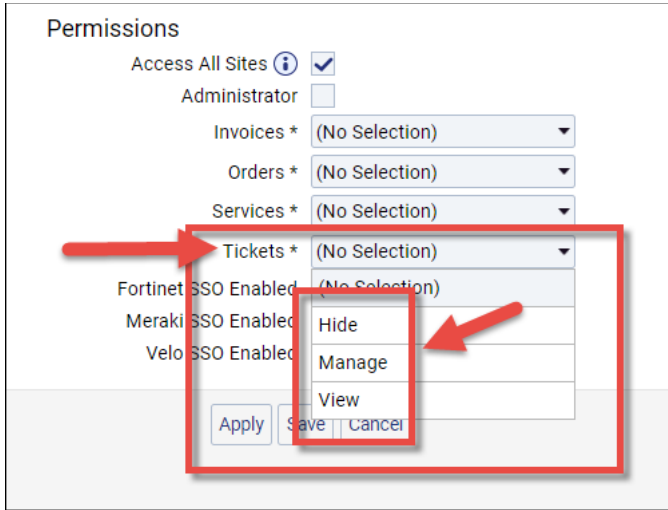 Permissions
Access All Sites i
Administrator
Invoices * (No Selection)
Orders * (No Selection)
Services * (No Selection)
Tickets * (No Selection)
Fortinet SSO Enabled (No Selection)
Meraki SSO Enabled Hide
Manage
Velo SSO Enabled
View
Apply Save Cancel